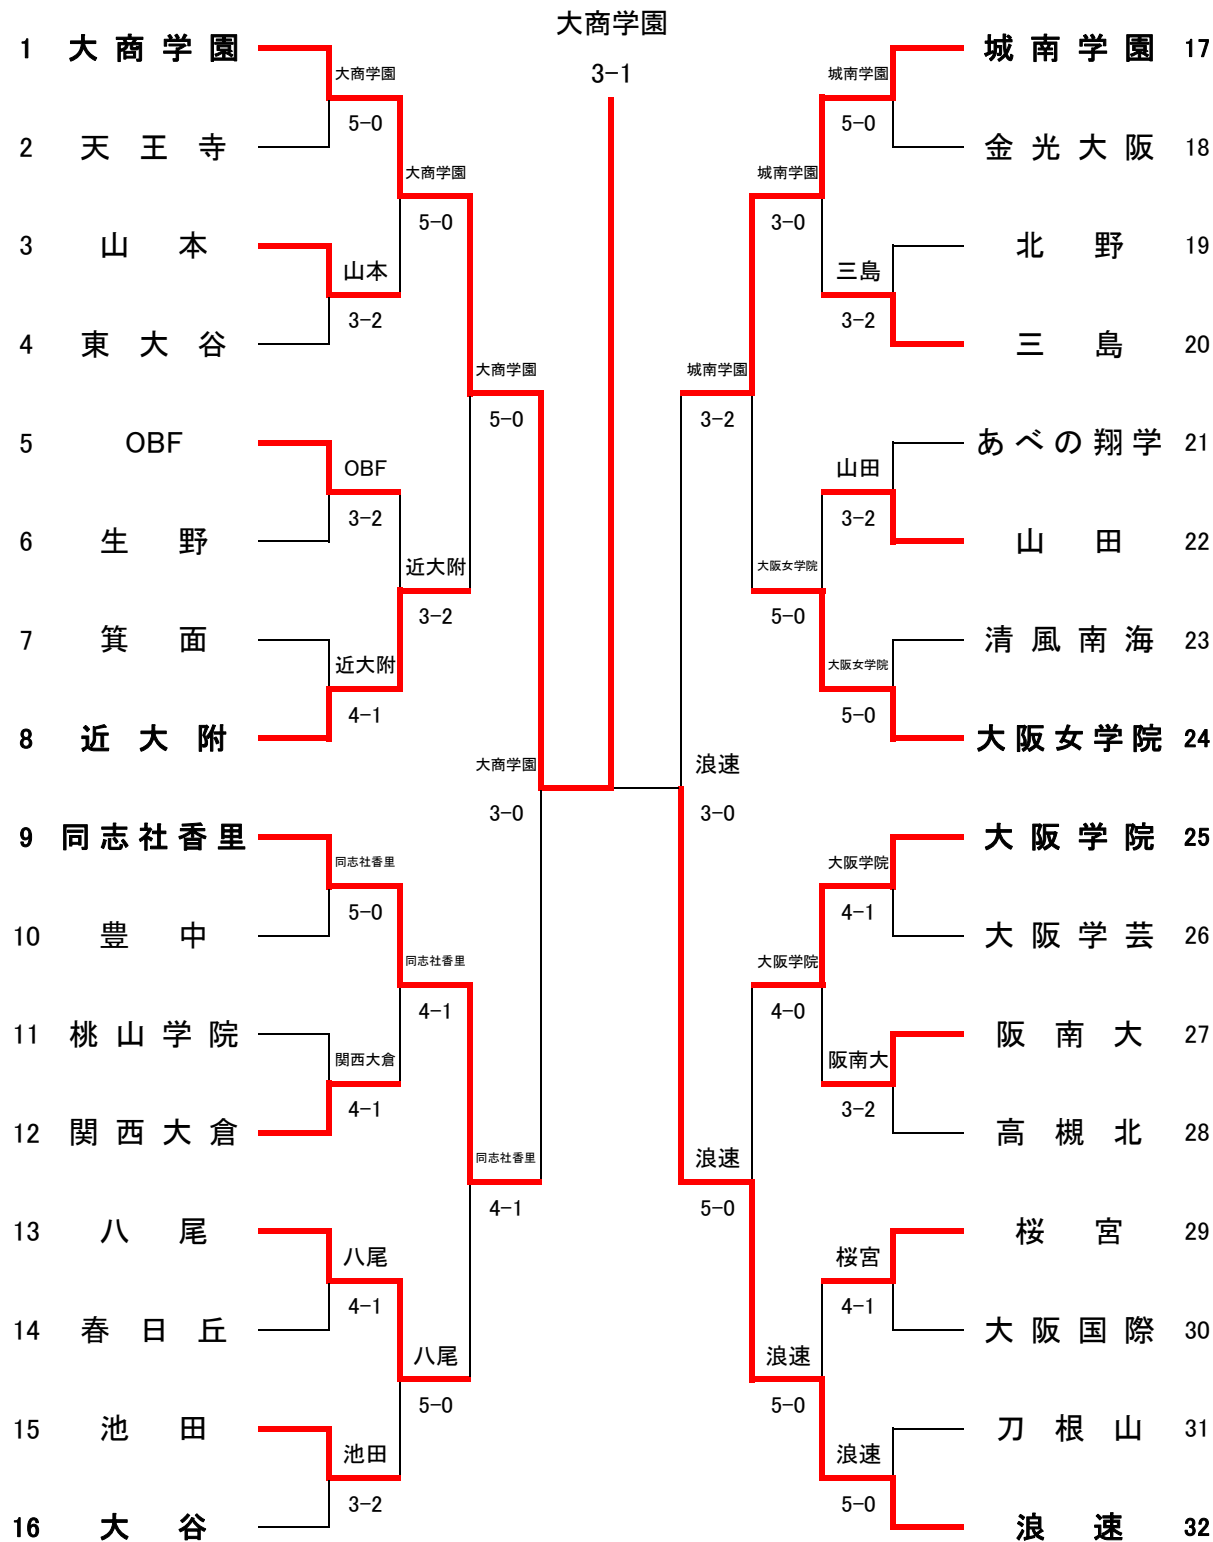 大商学園
3-1
1 大商学園
大商学園
5-0
2 天王寺
大商学園
5-0
3 山本
山本
3-2
4 東大谷
大商学園
5-0
5 OBF
OBF
3-2
6 生野
近大附
3-2
7 箕面
近大附
4-1
8 近大附
大商学園
3-0
9 同志社香里
同志社香里
5-0
10 豊中
同志社香里
4-1
11 桃山学院
関西大倉
4-1
12 関西大倉
同志社香里
4-1
13 八尾
八尾
4-1
14 春日丘
八尾
5-0
15 池田
池田
3-2
16 大谷
城南学園 17
城南学園
5-0
金光大阪 18
城南学園
3-0
北野 19
三島
3-2
三島 20
城南学園
3-2
あべの翔学 21
山田
3-2
山田 22
大阪女学院
5-0
清風南海 23
大阪女学院
5-0
大阪女学院 24
浪速
3-0
大阪学院 25
大阪学院
4-1
大阪学芸 26
大阪学院
4-0
阪南大 27
阪南大
3-2
高槻北 28
浪速
5-0
桜宮 29
桜宮
4-1
大阪国際 30
浪速
5-0
刀根山 31
浪速
5-0
浪速 32